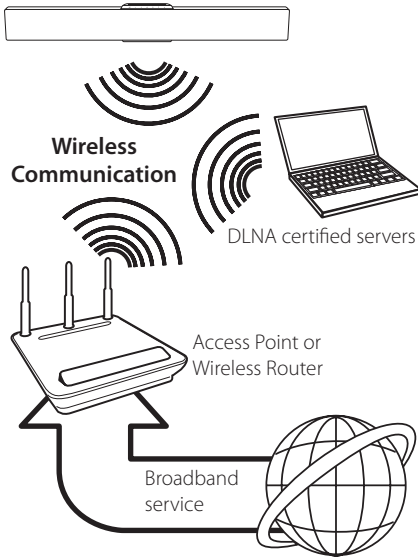 Wireless
Communication
DLNA certified servers
Access Point or
Wireless Router
Broadband
service